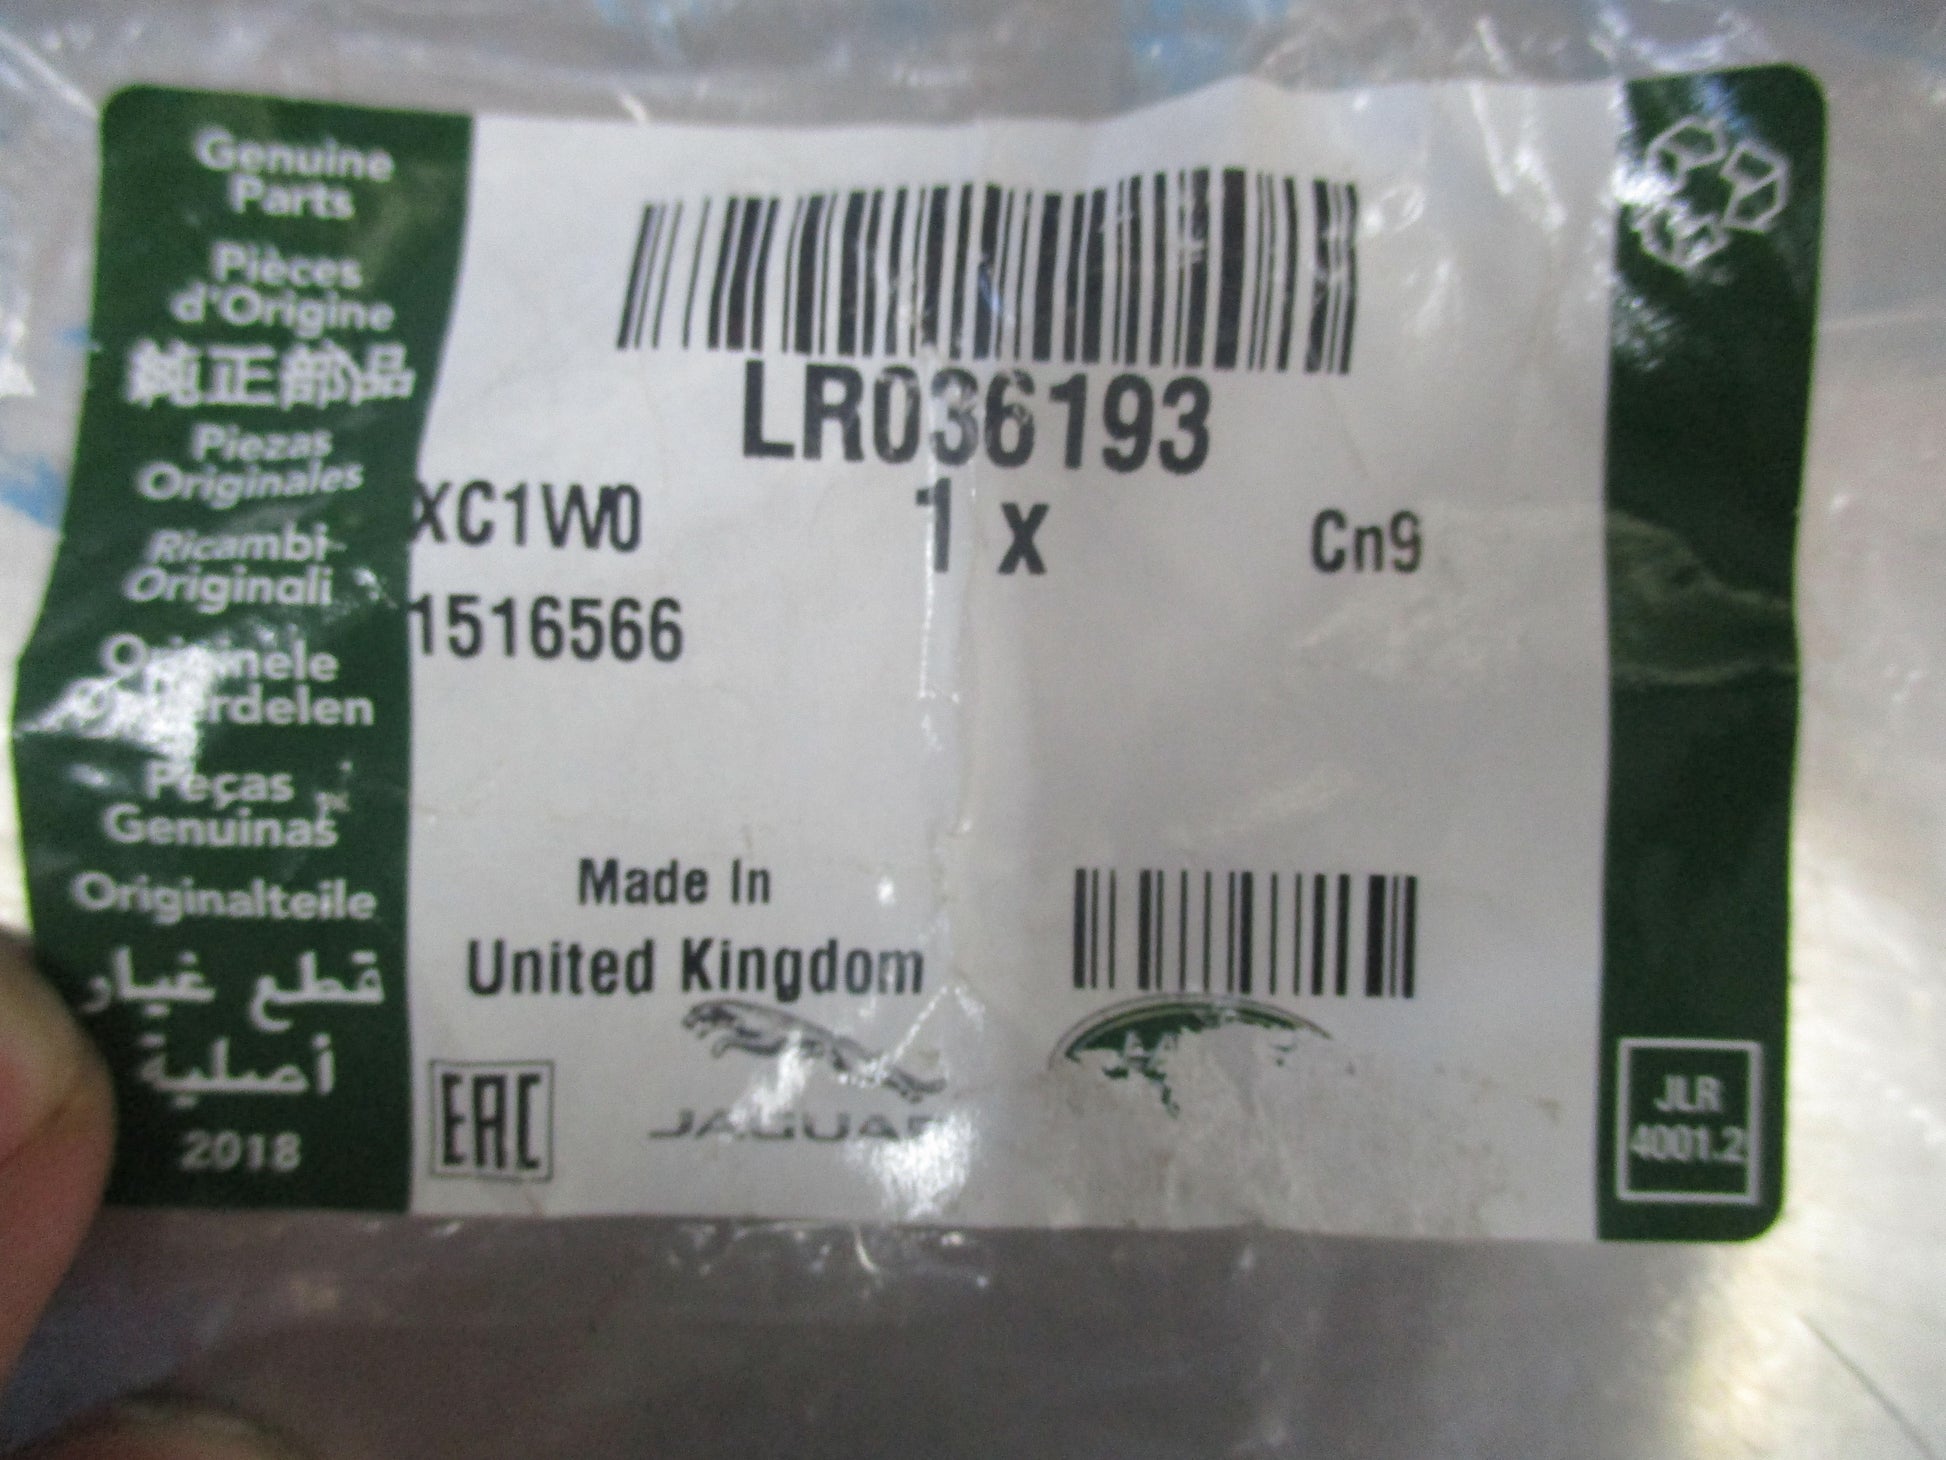 Genuine
Parts
Pièces
d'Origine
純正部品
Piezas
Originales
Ricambi
Originali
Originele
Onderdelen
Peças
Genuinas
Originalteile
قطع غيار
أصلية
2018
LR036193
XC1W0
1 x
Cn9
1516566
Made In
United Kingdom
EAC
JAGUAR
JLR
4001.2